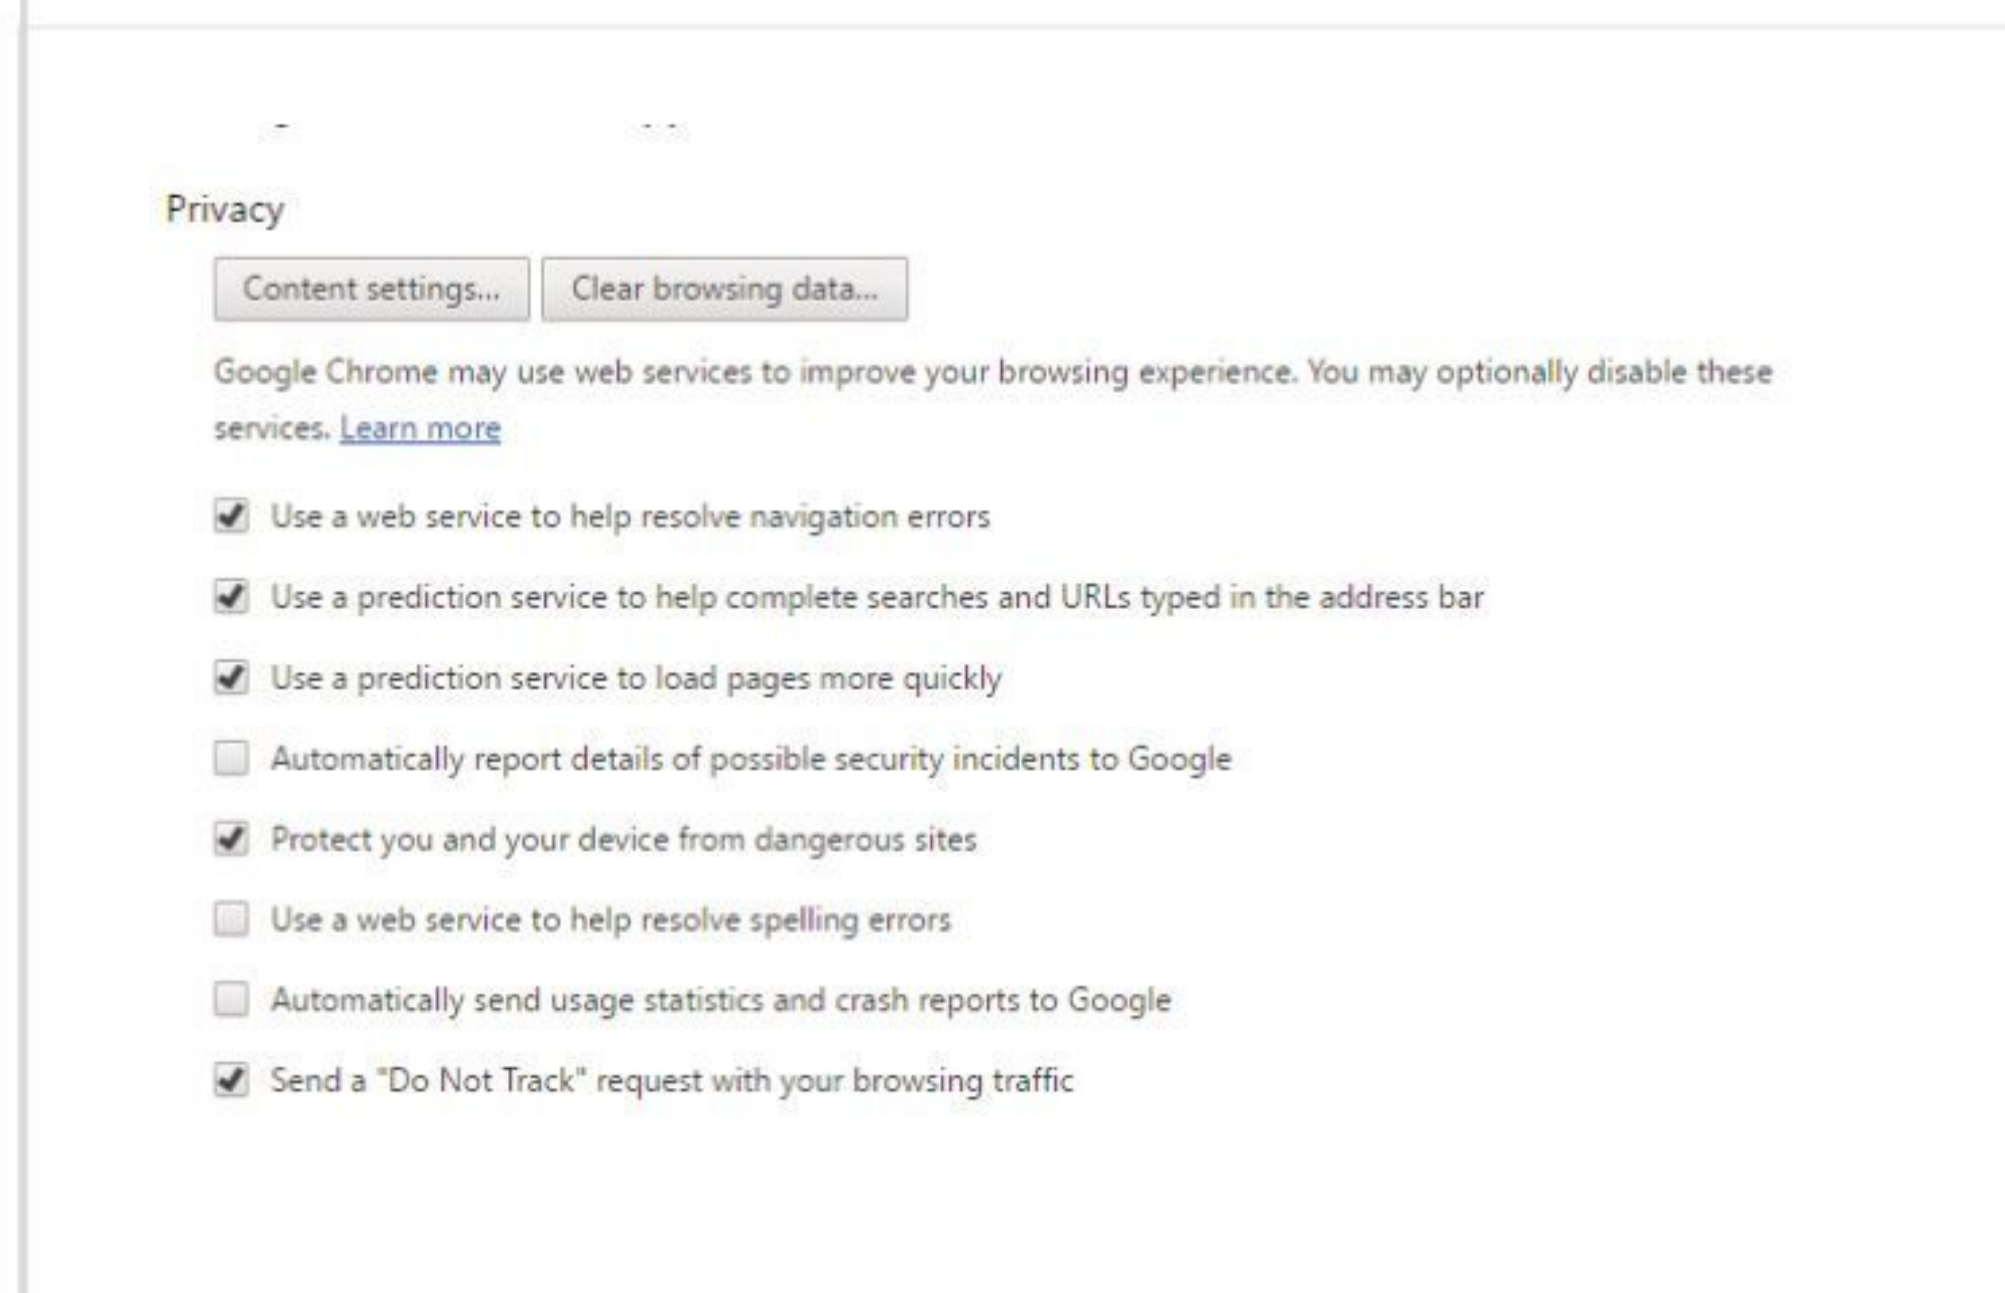 Privacy
Content settings... Clear browsing data...
Google Chrome may use web services to improve your browsing experience. You may optionally disable these
services. Learn more
Use a web service to help resolve navigation errors
Use a prediction service to help complete searches and URLs typed in the address bar
Use a prediction service to load pages more quickly
Automatically report details of possible security incidents to Google
Protect you and your device from dangerous sites
Use a web service to help resolve spelling errors
Automatically send usage statistics and crash reports to Google
Send a "Do Not Track" request with your browsing traffic